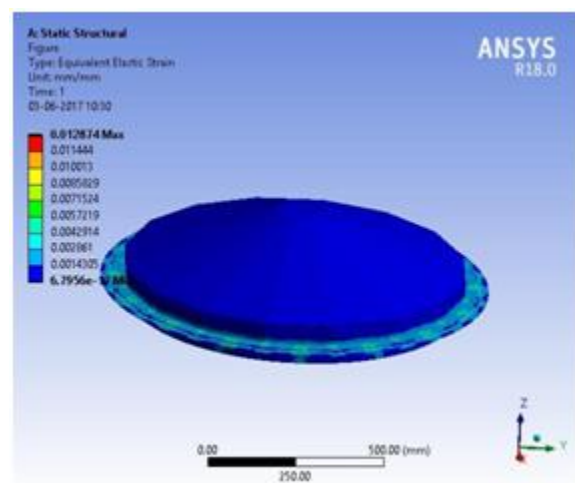 A: Static Structural
Figure
Type: Equivalent Elastic Strain
Unit: mm/mm
Time: 1
03-06-2017 10:30
ANSYS
R18.0
0.012874 Max
0.011444
0.010013
0.0085829
0.0071524
0.0057219
0.0042914
0.002861
0.0014305
Z
Y
0.00
500.00 (mm)
250.00